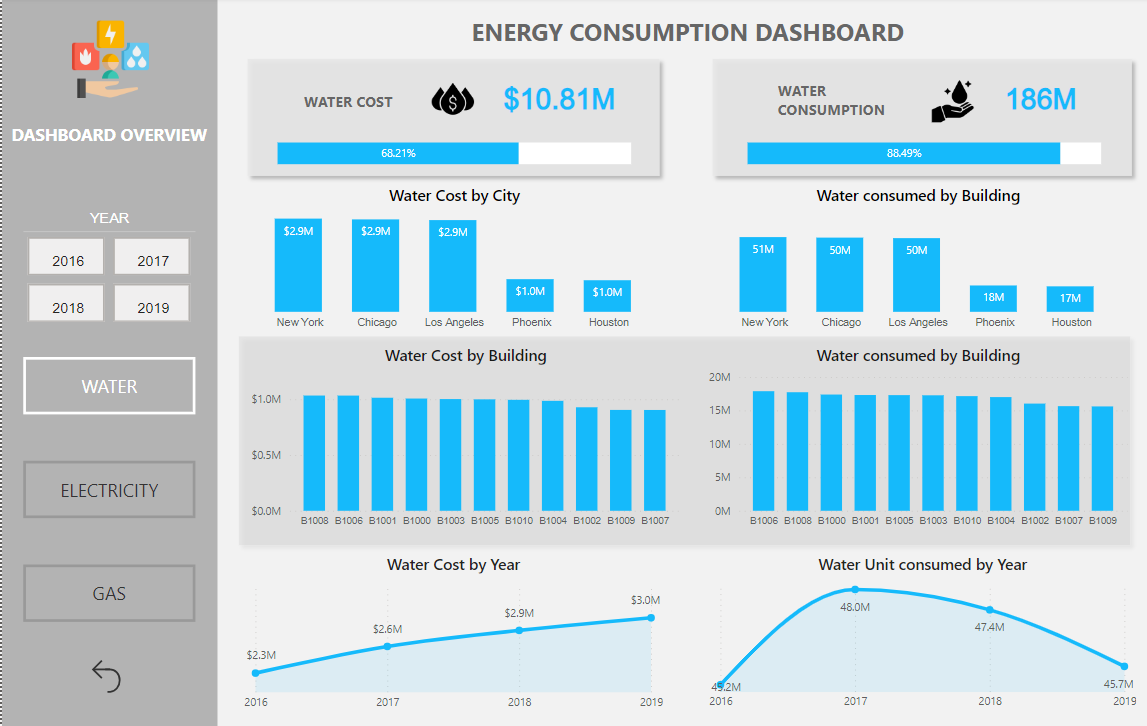 ENERGY CONSUMPTION DASHBOARD
DASHBOARD OVERVIEW
YEAR
2016 2017
2018 2019
WATER
ELECTRICITY
GAS
WATER COST
$10.81M
68.21%
WATER
CONSUMPTION
186M
88.49%
Water Cost by City
$2.9M $2.9M $2.9M $1.0M $1.0M
New York Chicago Los Angeles Phoenix Houston
Water consumed by Building
51M 50M 50M 18M 17M
New York Chicago Los Angeles Phoenix Houston
Water Cost by Building
$1.0M
$0.5M
$0.0M
B1008 B1006 B1001 B1000 B1003 B1005 B1010 B1004 B1002 B1009 B1007
Water consumed by Building
20M
15M
10M
5M
0M
B1006 B1008 B1000 B1001 B1005 B1003 B1010 B1004 B1002 B1007 B1009
Water Cost by Year
$2.3M $2.6M $2.9M $3.0M
2016 2017 2018 2019
Water Unit consumed by Year
45.2M 48.0M 47.4M 45.7M
2016 2017 2018 2019